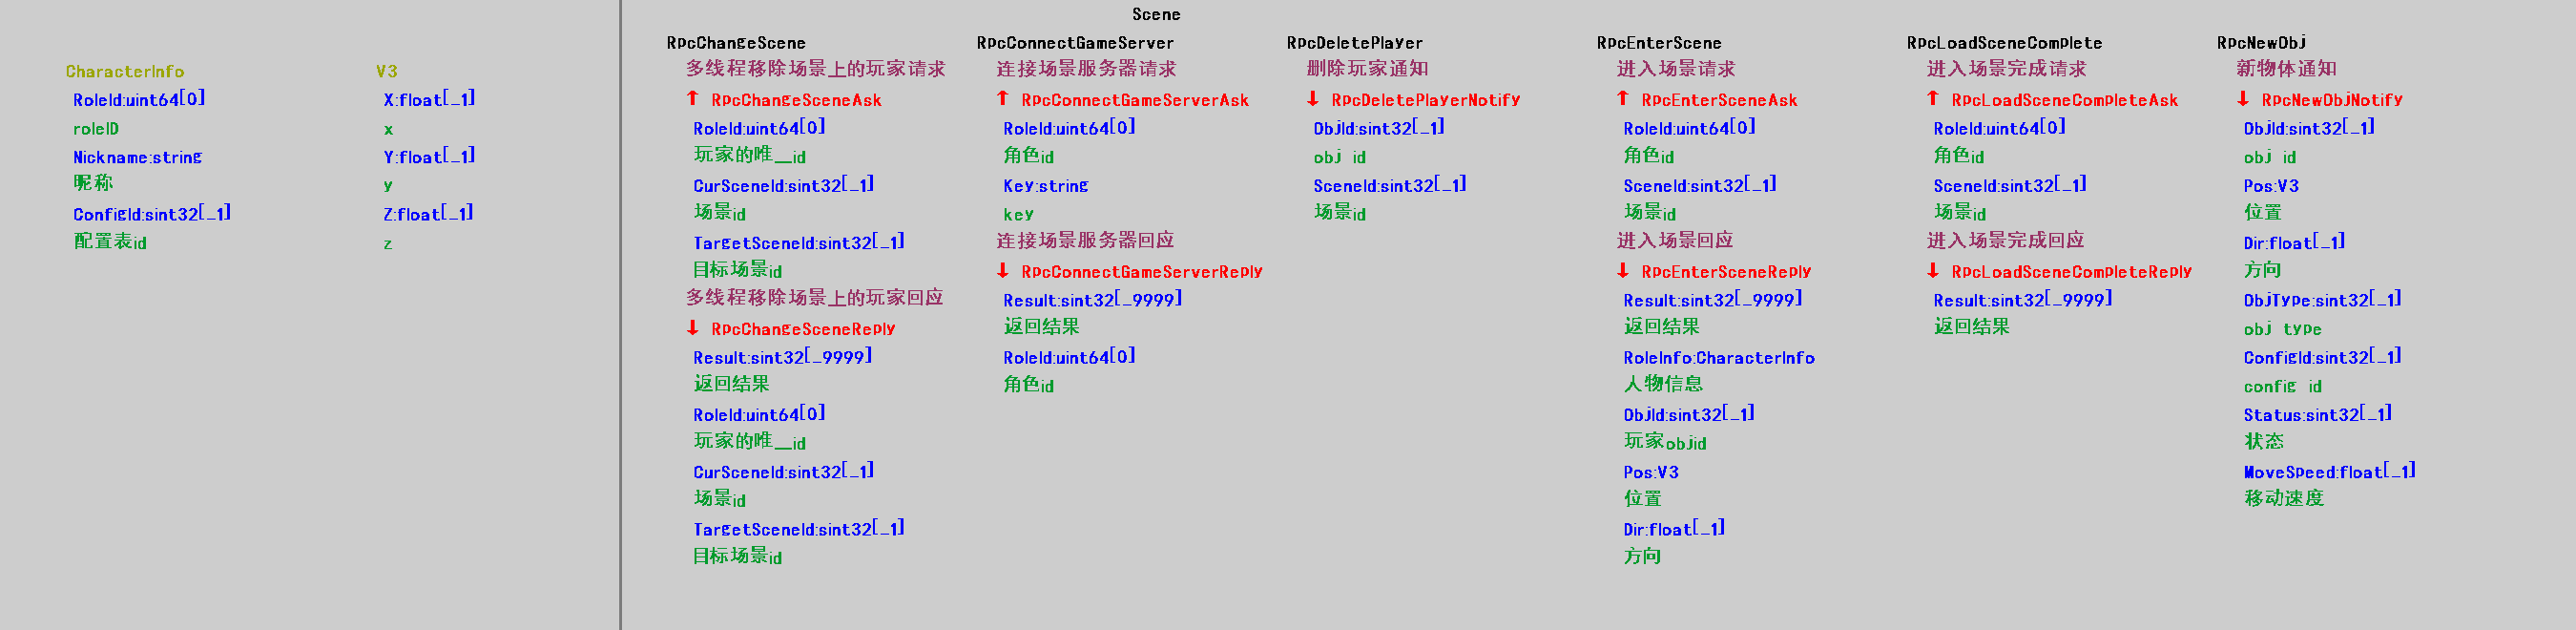 Scene
CharacterInfo
RoleId:uint64[0]
roleID
Nickname:string
昵称
ConfigId:sint32[_1]
配置表id
V3
X:float[_1]
x
Y:float[_1]
y
Z:float[_1]
z
RpcChangeScene
多线程移除场景上的玩家请求
↑ RpcChangeSceneAsk
RoleId:uint64[0]
玩家的唯一id
CurSceneId:sint32[_1]
场景id
TargetSceneId:sint32[_1]
目标场景id
多线程移除场景上的玩家回应
↓ RpcChangeSceneReply
Result:sint32[_9999]
返回结果
RoleId:uint64[0]
玩家的唯一id
CurSceneId:sint32[_1]
场景id
TargetSceneId:sint32[_1]
目标场景id
RpcConnectGameServer
连接场景服务器请求
↑ RpcConnectGameServerAsk
RoleId:uint64[0]
角色id
Key:string
key
连接场景服务器回应
↓ RpcConnectGameServerReply
Result:sint32[_9999]
返回结果
RoleId:uint64[0]
角色id
RpcDeletePlayer
删除玩家通知
↓ RpcDeletePlayerNotify
ObjId:sint32[_1]
obj id
SceneId:sint32[_1]
场景id
RpcEnterScene
进入场景请求
↑ RpcEnterSceneAsk
RoleId:uint64[0]
角色id
SceneId:sint32[_1]
场景id
进入场景回应
↓ RpcEnterSceneReply
Result:sint32[_9999]
返回结果
RoleInfo:CharacterInfo
人物信息
ObjId:sint32[_1]
玩家objid
Pos:V3
位置
Dir:float[_1]
方向
RpcLoadSceneComplete
进入场景完成请求
↑ RpcLoadSceneCompleteAsk
RoleId:uint64[0]
角色id
SceneId:sint32[_1]
场景id
进入场景完成回应
↓ RpcLoadSceneCompleteReply
Result:sint32[_9999]
返回结果
RpcNewObj
新物体通知
↓ RpcNewObjNotify
ObjId:sint32[_1]
obj id
Pos:V3
位置
Dir:float[_1]
方向
ObjType:sint32[_1]
obj type
ConfigId:sint32[_1]
config id
Status:sint32[_1]
状态
MoveSpeed:float[_1]
移动速度